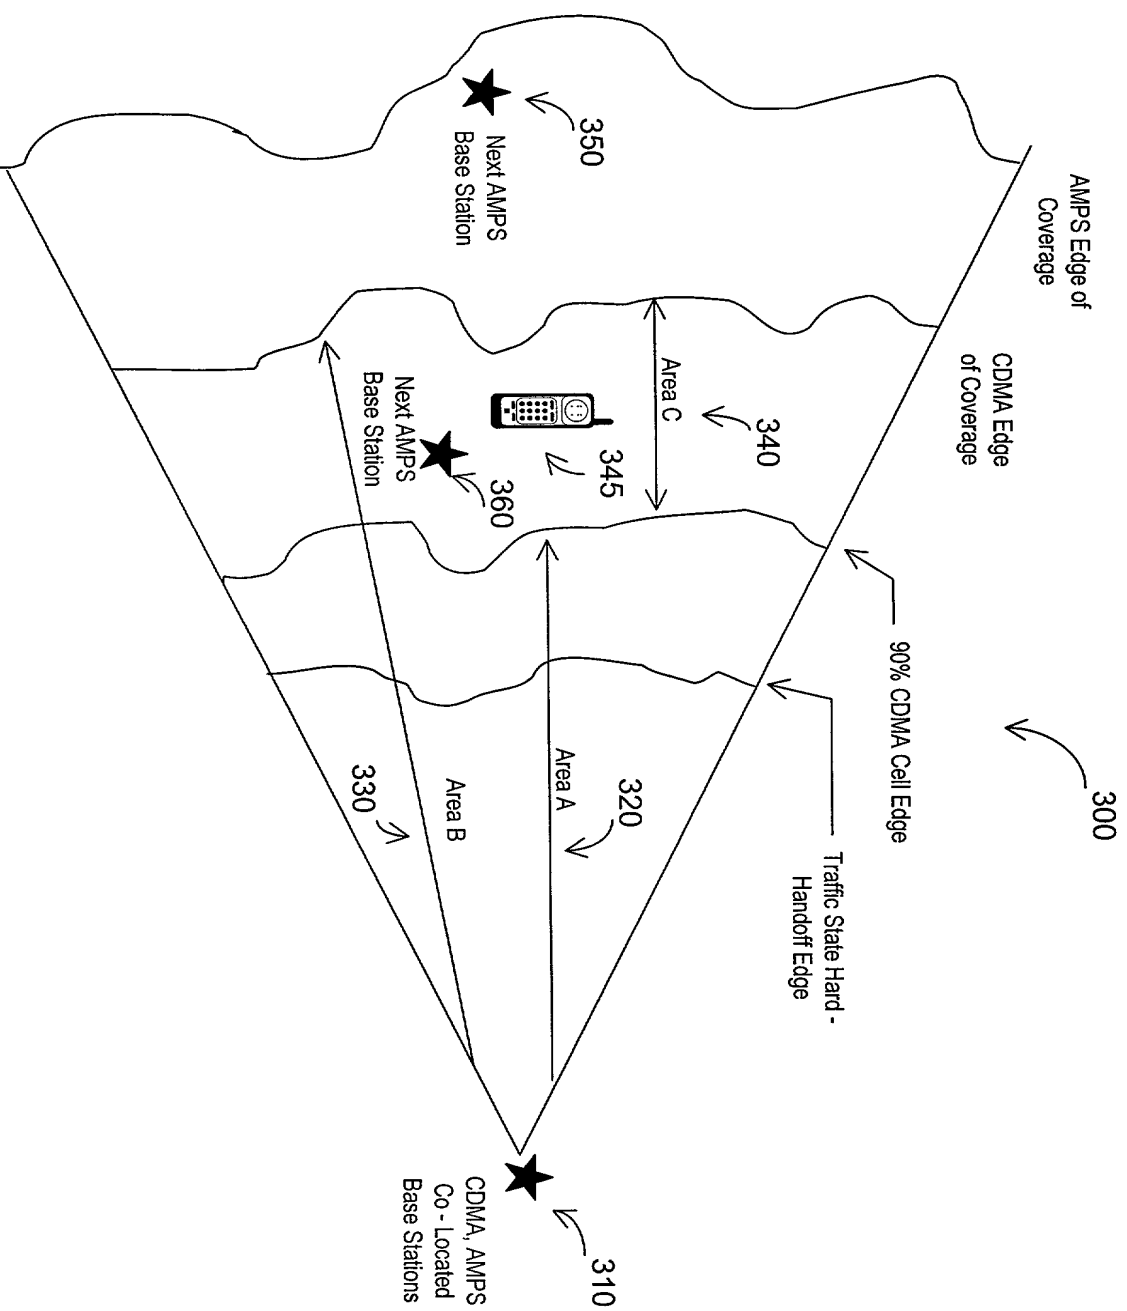 300
AMPS Edge of
Coverage
CDMA Edge
of Coverage
90% CDMA Cell Edge
Traffic State Hard -
Handoff Edge
340
Area C
345
350
Next AMPS
Base Station
360
Next AMPS
Base Station
320
Area A
Area B
330
310
CDMA, AMPS
Co - Located
Base Stations